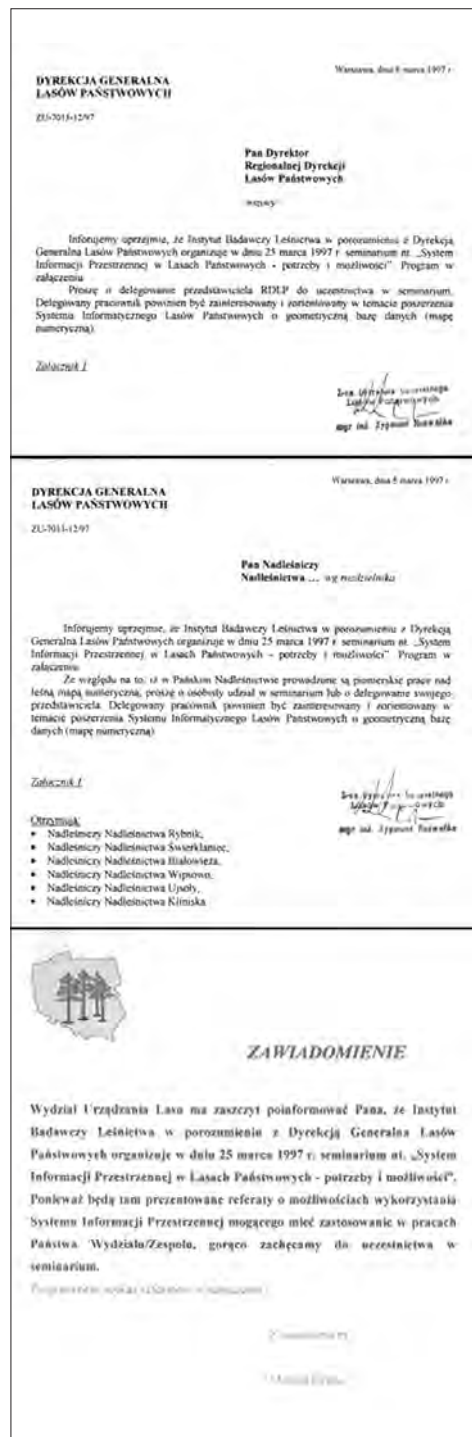 Warszawa, dnia 8 marca 1997 r.
DYREKCJA GENERALNA
LASÓW PAŃSTWOWYCH
ZU-7015-12/97
Pan Dyrektor
Regionalnej Dyrekcji
Lasów Państwowych
wszyscy
Informujemy uprzejmie, że Instytut Badawczy Leśnictwa w porozumieniu z Dyrekcją
Generalną Lasów Państwowych organizuje w dniu 25 marca 1997 r. seminarium nt. „System
Informacji Przestrzennej w Lasach Państwowych - potrzeby i możliwości" Program w
załączeniu.
Proszę o delegowanie przedstawiciela RDLP do uczestnictwa w seminarium.
Delegowany pracownik powinien być zainteresowany i zorientowany w temacie poszerzenia
Systemu Informatycznego Lasów Państwowych o geometryczną bazę danych (mapę
numeryczną).
Załącznik 1
mgr inż. Zygmunt Rozwałka
DYREKCJA GENERALNA
LASÓW PAŃSTWOWYCH
Warszawa, dnia 8 marca 1997 r.
ZU-7015-12/97
Pan Nadleśniczy
Nadleśnictwa ... wg rozdzielnika
Informujemy uprzejmie, że Instytut Badawczy Leśnictwa w porozumieniu z Dyrekcją
Generalną Lasów Państwowych organizuje w dniu 25 marca 1997 r. seminarium nt. „System
Informacji Przestrzennej w Lasach Państwowych - potrzeby i możliwości" Program w
załączeniu.
Ze względu na to, iż w Pańskim Nadleśnictwie prowadzone są pionierskie prace nad
leśną mapą numeryczną, proszę o osobisty udział w seminarium lub o delegowanie swojego
przedstawiciela. Delegowany pracownik powinien być zainteresowany i zorientowany w
temacie poszerzenia Systemu Informatycznego Lasów Państwowych o geometryczną bazę
danych (mapę numeryczną)
Załącznik 1
mgr inż. Zygmunt Rozwałka
Otrzymują:
• Nadleśniczy Nadleśnictwa Rybnik,
• Nadleśniczy Nadleśnictwa Świerklaniec,
• Nadleśniczy Nadleśnictwa Białowieża,
• Nadleśniczy Nadleśnictwa Wipsowo,
• Nadleśniczy Nadleśnictwa Ujsoły,
• Nadleśniczy Nadleśnictwa Kliniska
ZAWIADOMIENIE
Wydział Urządzania Lasu ma zaszczyt poinformować Pana, że Instytut
Badawczy Leśnictwa w porozumieniu z Dyrekcją Generalną Lasów
Państwowych organizuje w dniu 25 marca 1997 r. seminarium nt. „System
Informacji Przestrzennej w Lasach Państwowych - potrzeby i możliwości".
Ponieważ będą tam prezentowane referaty o możliwościach wykorzystania
Systemu Informacji Przestrzennej mogącego mieć zastosowanie w pracach
Państwa Wydziału/Zespołu, gorąco zachęcamy do uczestnictwa w
seminarium.